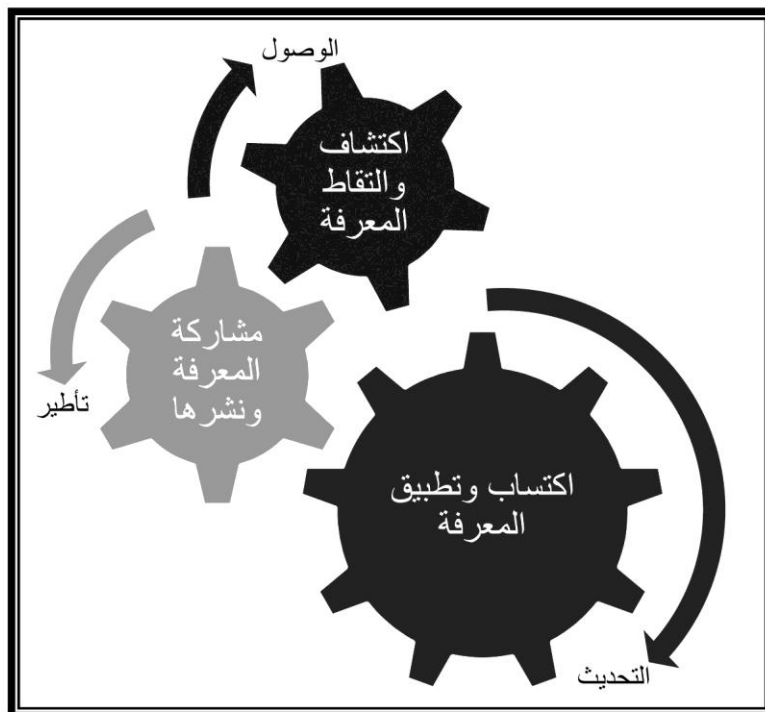 الوصول
اكتشاف
والتقاط
المعرفة
مشاركة
المعرفة
ونشرها
تأطير
اكتساب وتطبيق
المعرفة
التحديث